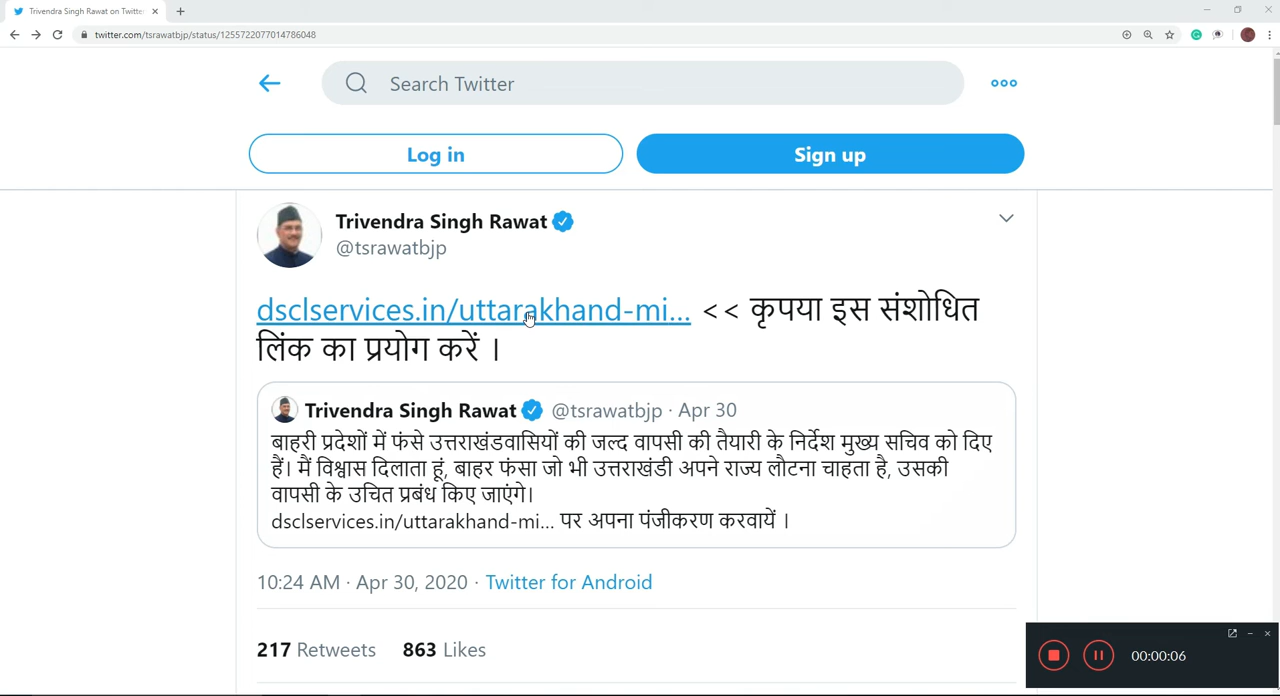 Trivendra Singh Rawat on Twitte
twitter.com/tsrawatbjp/status/1255722077014786048
Search Twitter
Log in
Sign up
Trivendra Singh Rawat
@tsrawatbjp
dsclservices.in/uttarakhand-mi... << कृपया इस संशोधित
लिंक का प्रयोग करें ।
Trivendra Singh Rawat @tsrawatbjp · Apr 30
बाहरी प्रदेशों में फंसे उत्तराखंडवासियों की जल्द वापसी की तैयारी के निर्देश मुख्य सचिव को दिए
हैं। मैं विश्वास दिलाता हूं, बाहर फंसा जो भी उत्तराखंडी अपने राज्य लौटना चाहता है, उसकी
वापसी के उचित प्रबंध किए जाएंगे।
dsclservices.in/uttarakhand-mi... पर अपना पंजीकरण करवायें ।
10:24 AM · Apr 30, 2020 · Twitter for Android
217 Retweets 863 Likes
00:00:06